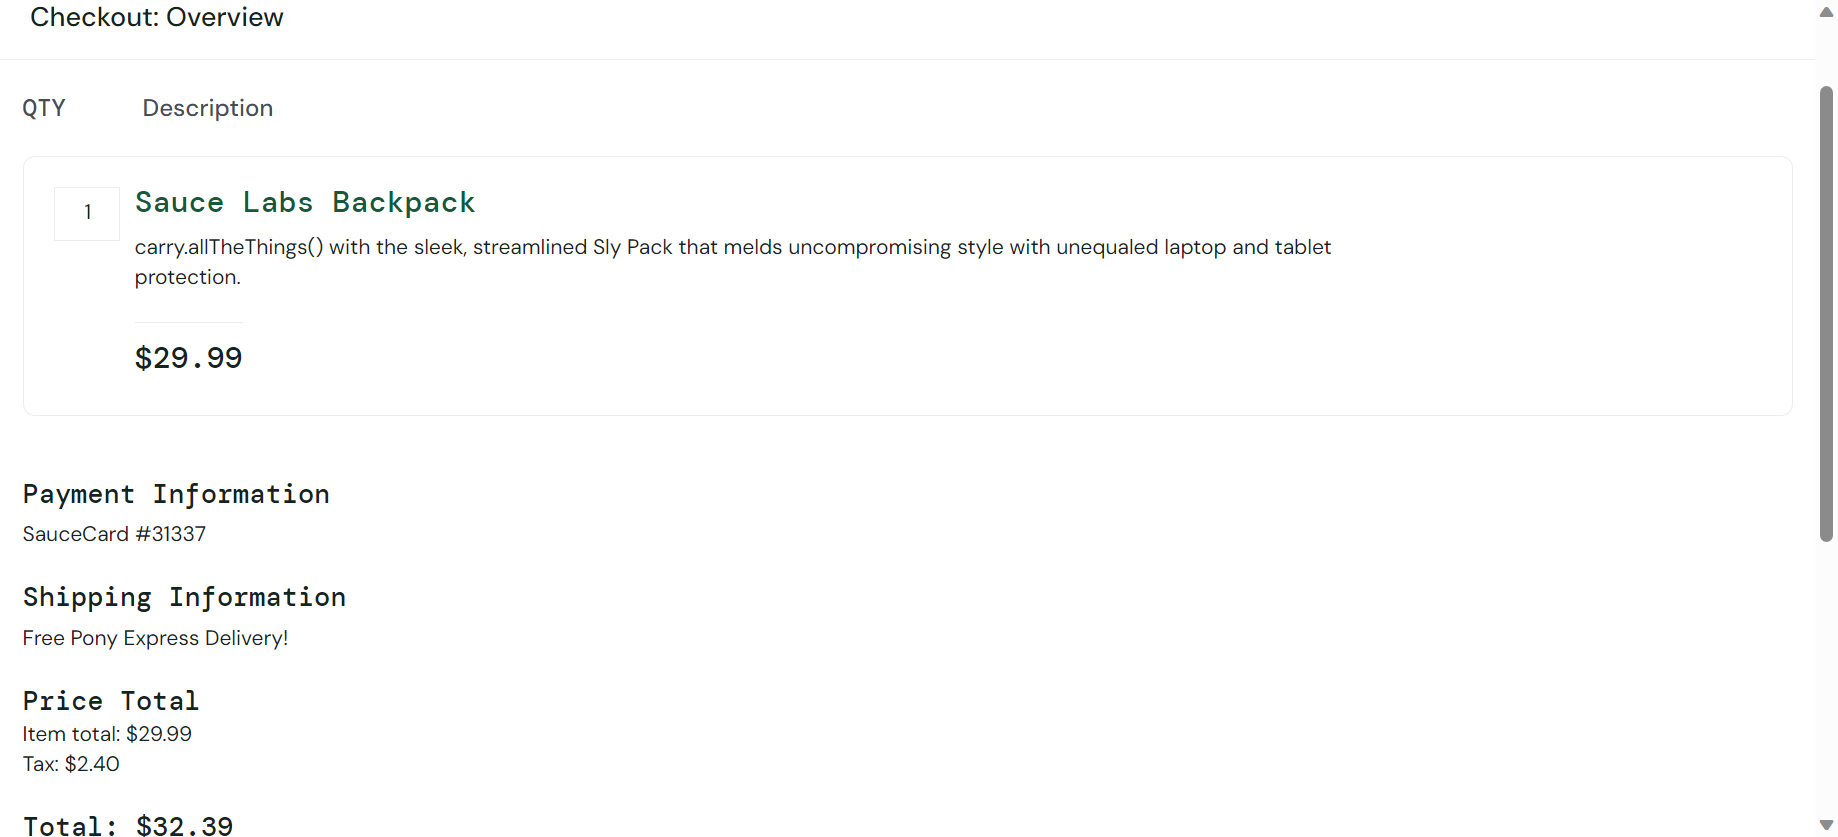 Checkout: Overview
QTY Description
1 Sauce Labs Backpack
carry.allTheThings() with the sleek, streamlined Sly Pack that melds uncompromising style with unequaled laptop and tablet
protection.
$29.99
Payment Information
SauceCard #31337
Shipping Information
Free Pony Express Delivery!
Price Total
Item total: $29.99
Tax: $2.40
Total: $32.39